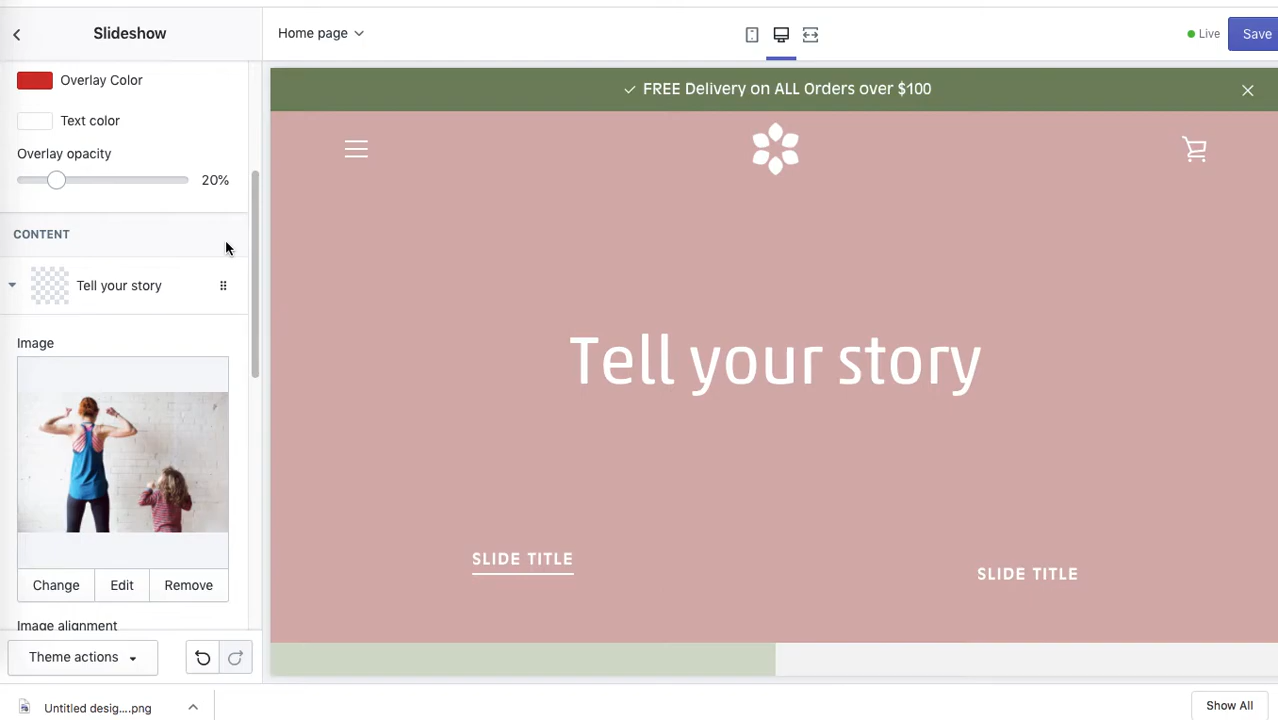 Slideshow
Home page
Live
Save
Overlay Color
Text color
Overlay opacity
20%
CONTENT
Tell your story
Image
Change
Edit
Remove
Image alignment
Theme actions
FREE Delivery on ALL Orders over $100
Tell your story
SLIDE TITLE
SLIDE TITLE
Untitled desig....png
Show All